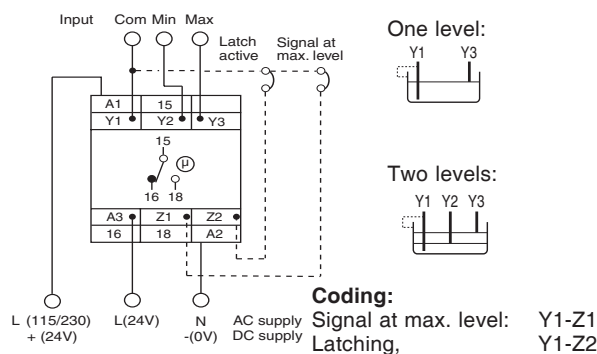 Input Com Min Max
Latch active
Signal at max. level
A1 15
Y1 Y2 Y3
15
µ
16 18
A3 Z1 Z2
16 18 A2
L (115/230)
+ (24V)
L(24V)
N
-(0V)
AC supply
DC supply
One level:
Y1 Y3
Two levels:
Y1 Y2 Y3
Coding:
Signal at max. level: Y1-Z1
Latching, Y1-Z2